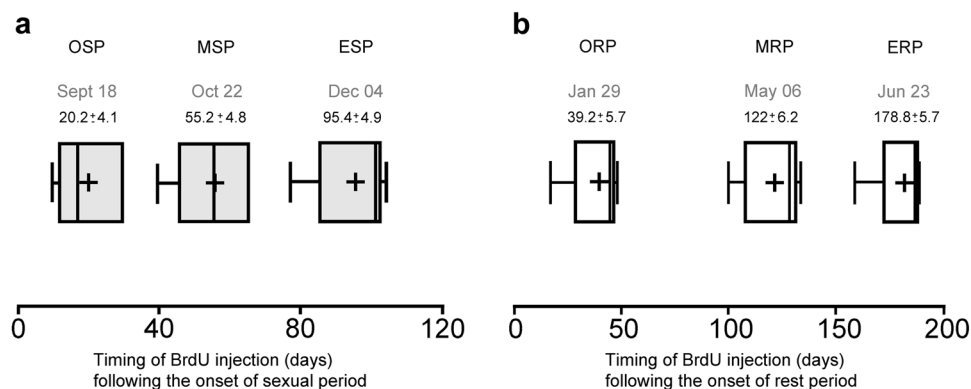 a
OSP MSP ESP
Sept 18 Oct 22 Dec 04
20.2±4.1 55.2±4.8 95.4±4.9
0 40 80 120
Timing of BrdU injection (days)
following the onset of sexual period
b
ORP MRP ERP
Jan 29 May 06 Jun 23
39.2±5.7 122±6.2 178.8±5.7
0 50 100 150 200
Timing of BrdU injection (days)
following the onset of rest period